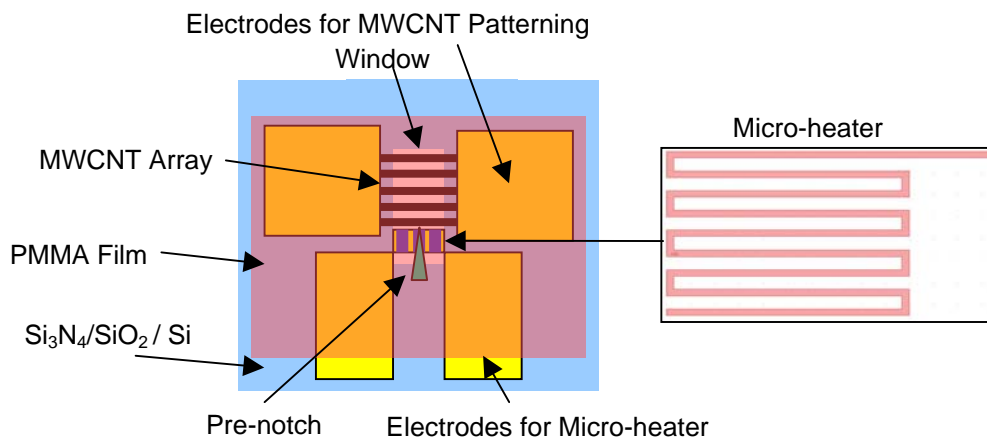 Electrodes for MWCNT Patterning
Window
Micro-heater
MWCNT Array
PMMA Film
Si₃N₄/SiO₂ / Si
Pre-notch
Electrodes for Micro-heater